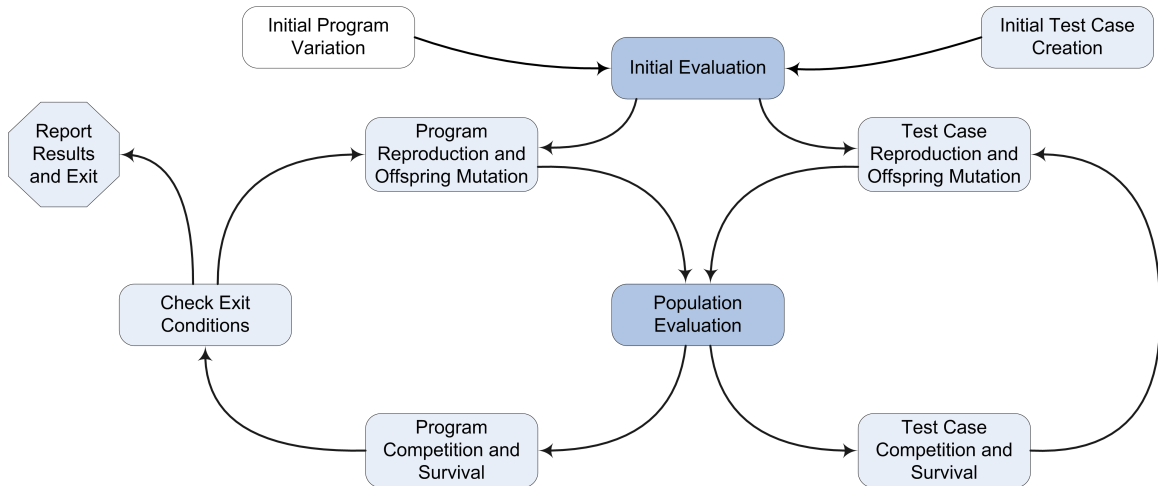 Initial Program
Variation
Initial Evaluation
Initial Test Case
Creation
Report
Results
and Exit
Program
Reproduction and
Offspring Mutation
Test Case
Reproduction and
Offspring Mutation
Check Exit
Conditions
Population
Evaluation
Program
Competition and
Survival
Test Case
Competition and
Survival